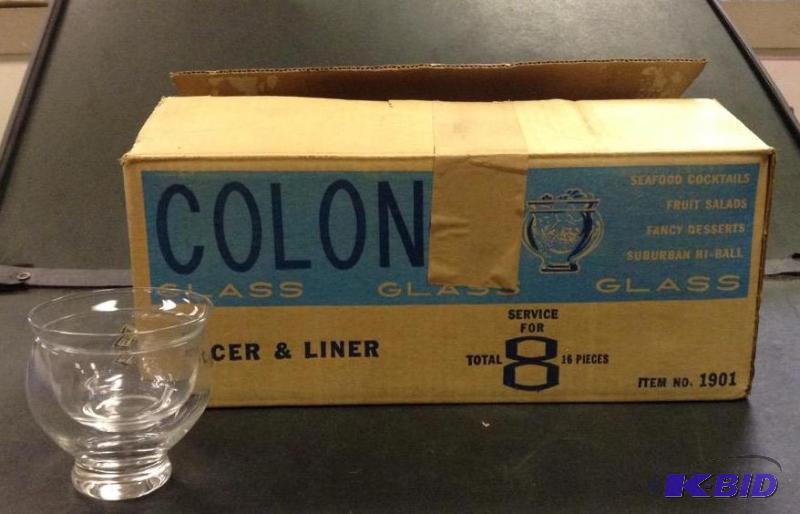 COLON
SEAFOOD COCKTAILS
FRUIT SALADS
FANCY DESSERTS
SUBURBAN HI-BALL
GLASS GLASS GLASS
CER & LINER
SERVICE
FOR
TOTAL 8 16 PIECES
ITEM NO. 1901
K-BID